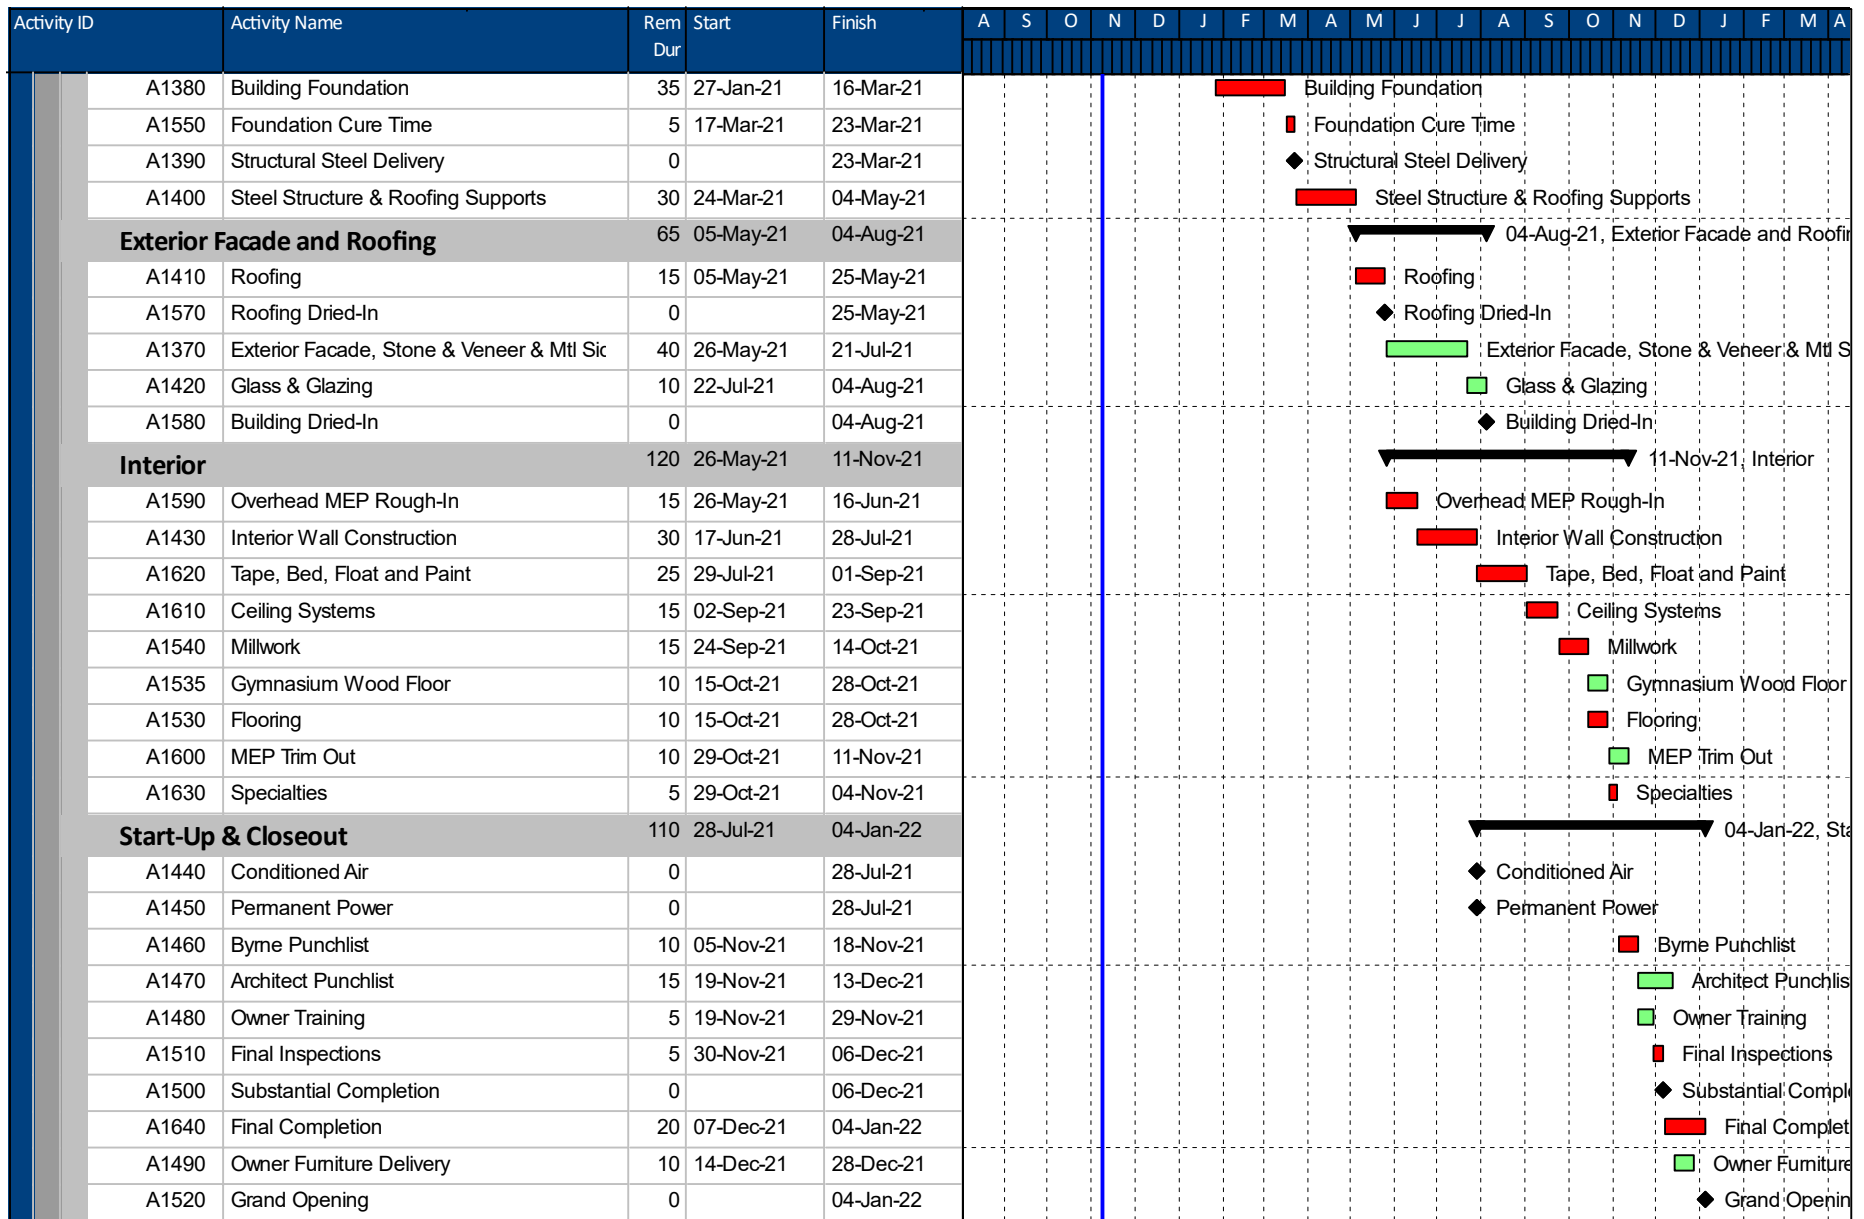 Activity ID Activity Name Rem Dur Start Finish A S O N D J F M A M J J A S O N D J F M A
A1380 Building Foundation 35 27-Jan-21 16-Mar-21 Building Foundation
A1550 Foundation Cure Time 5 17-Mar-21 23-Mar-21 Foundation Cure Time
A1390 Structural Steel Delivery 0 23-Mar-21 Structural Steel Delivery
A1400 Steel Structure & Roofing Supports 30 24-Mar-21 04-May-21 Steel Structure & Roofing Supports
Exterior Facade and Roofing 65 05-May-21 04-Aug-21 04-Aug-21, Exterior Facade and Roofin
A1410 Roofing 15 05-May-21 25-May-21 Roofing
A1570 Roofing Dried-In 0 25-May-21 Roofing Dried-In
A1370 Exterior Facade, Stone & Veneer & Mtl Sic 40 26-May-21 21-Jul-21 Exterior Facade, Stone & Veneer & Mtl S
A1420 Glass & Glazing 10 22-Jul-21 04-Aug-21 Glass & Glazing
A1580 Building Dried-In 0 04-Aug-21 Building Dried-In
Interior 120 26-May-21 11-Nov-21 11-Nov-21, Interior
A1590 Overhead MEP Rough-In 15 26-May-21 16-Jun-21 Overhead MEP Rough-In
A1430 Interior Wall Construction 30 17-Jun-21 28-Jul-21 Interior Wall Construction
A1620 Tape, Bed, Float and Paint 25 29-Jul-21 01-Sep-21 Tape, Bed, Float and Paint
A1610 Ceiling Systems 15 02-Sep-21 23-Sep-21 Ceiling Systems
A1540 Millwork 15 24-Sep-21 14-Oct-21 Millwork
A1535 Gymnasium Wood Floor 10 15-Oct-21 28-Oct-21 Gymnasium Wood Floor
A1530 Flooring 10 15-Oct-21 28-Oct-21 Flooring
A1600 MEP Trim Out 10 29-Oct-21 11-Nov-21 MEP Trim Out
A1630 Specialties 5 29-Oct-21 04-Nov-21 Specialties
Start-Up & Closeout 110 28-Jul-21 04-Jan-22 04-Jan-22, Sta
A1440 Conditioned Air 0 28-Jul-21 Conditioned Air
A1450 Permanent Power 0 28-Jul-21 Permanent Power
A1460 Byrne Punchlist 10 05-Nov-21 18-Nov-21 Byrne Punchlist
A1470 Architect Punchlist 15 19-Nov-21 13-Dec-21 Architect Punchlis
A1480 Owner Training 5 19-Nov-21 29-Nov-21 Owner Training
A1510 Final Inspections 5 30-Nov-21 06-Dec-21 Final Inspections
A1500 Substantial Completion 0 06-Dec-21 Substantial Comple
A1640 Final Completion 20 07-Dec-21 04-Jan-22 Final Complet
A1490 Owner Furniture Delivery 10 14-Dec-21 28-Dec-21 Owner Furniture
A1520 Grand Opening 0 04-Jan-22 Grand Openin